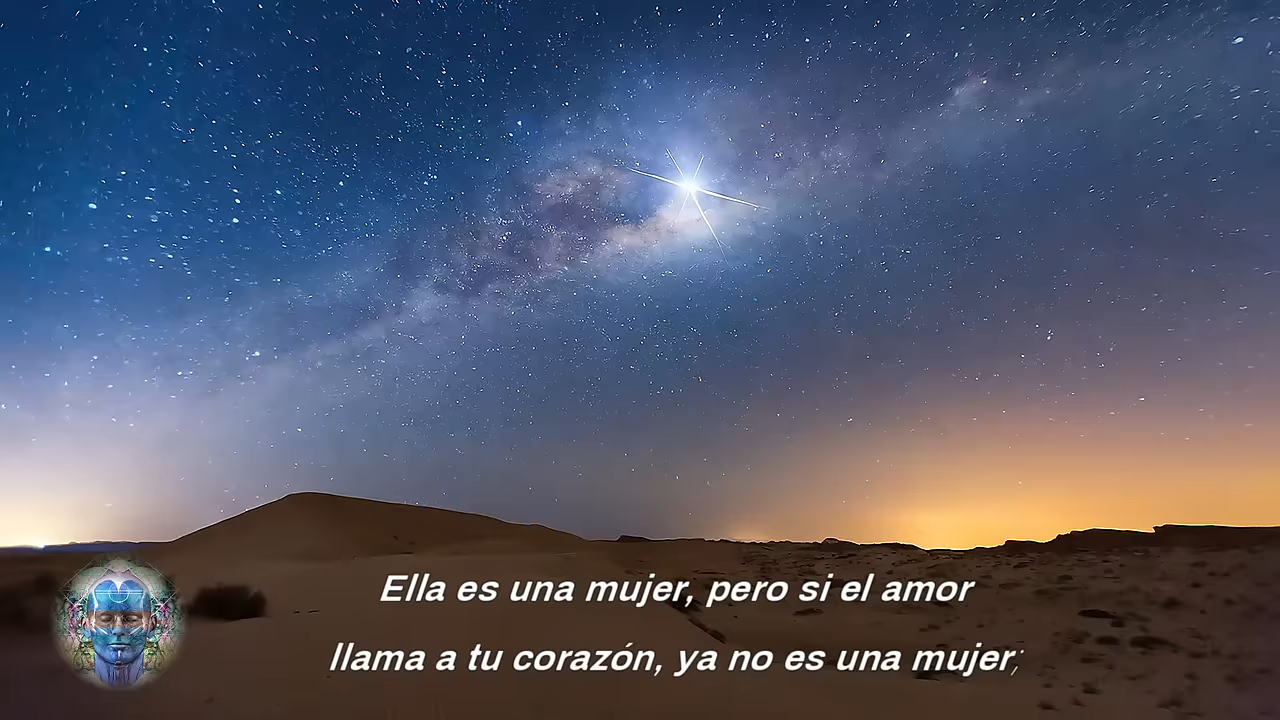 Ella es una mujer, pero si el amor
llama a tu corazón, ya no es una mujer;